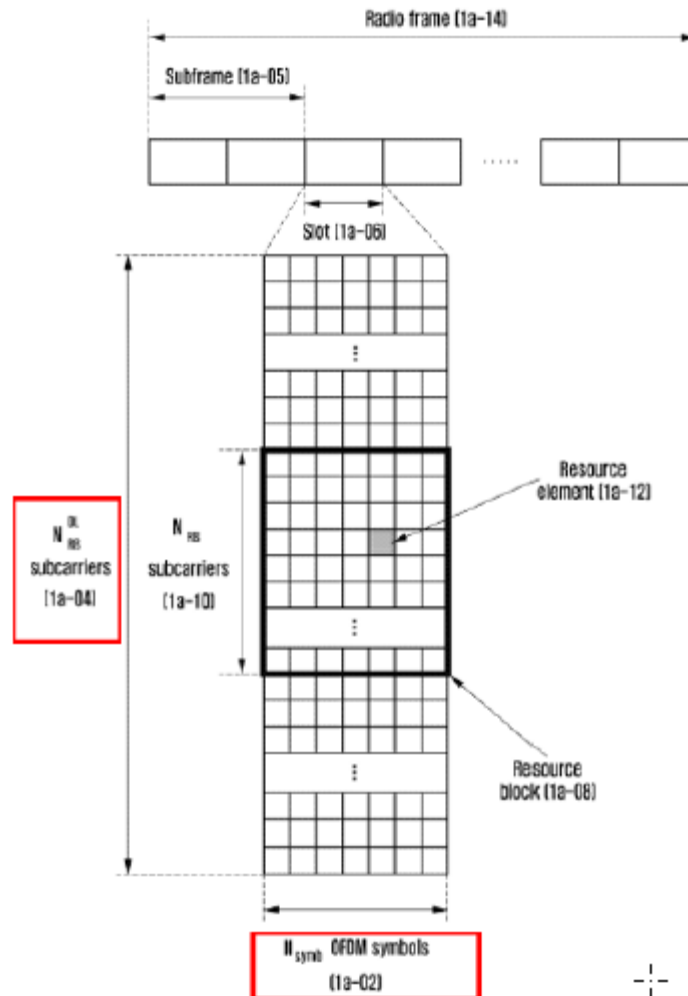 Radio frame (1a-14)
Subframe (1a-05)
Slot (1a-06)
Resource
element (1a-12)
N RB DL
subcarriers
(1a-04)
N RB
subcarriers
(1a-10)
Resource
block (1a-08)
N symb OFDM symbols
(1a-02)